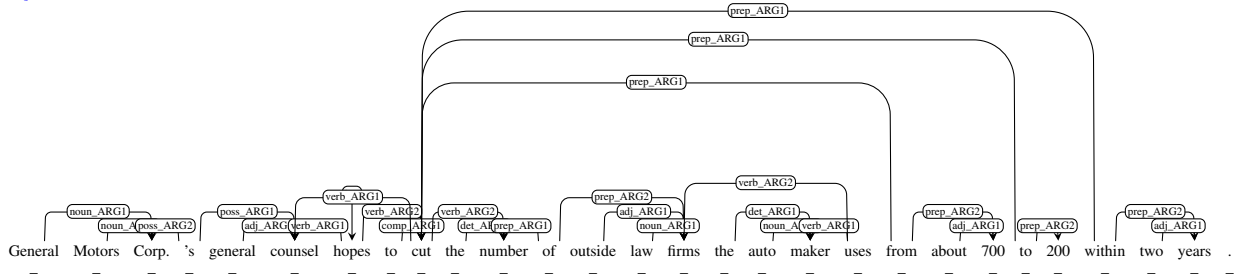 prep_ARG1
prep_ARG1
prep_ARG1
verb_ARG2
verb_ARG1 prep_ARG2
noun_ARG1 poss_ARG1 verb_ARG2 verb_ARG2 adj_ARG1 det_ARG1 prep_ARG2 prep_ARG2
poss_ARG2 verb_ARG1 comp_ARG1 prep_ARG1 noun_ARG1 verb_ARG1 adj_ARG1 prep_ARG2 adj_ARG1
General Motors Corp. 's general counsel hopes to cut the number of outside law firms the auto maker uses from about 700 to 200 within two years .